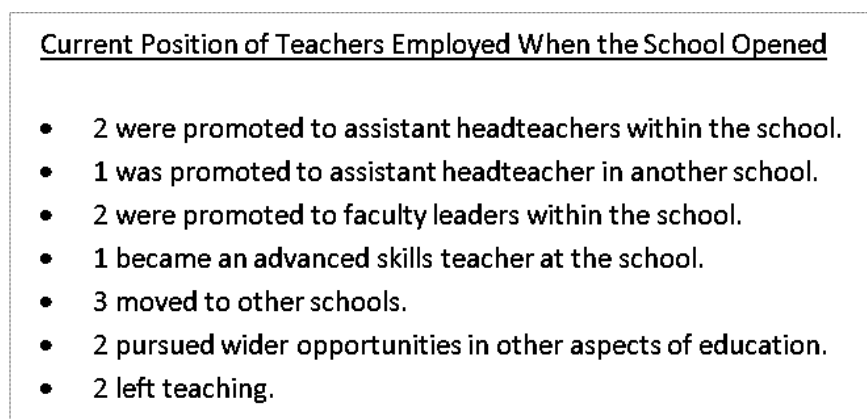 Current Position of Teachers Employed When the School Opened
• 2 were promoted to assistant headteachers within the school.
• 1 was promoted to assistant headteacher in another school.
• 2 were promoted to faculty leaders within the school.
• 1 became an advanced skills teacher at the school.
• 3 moved to other schools.
• 2 pursued wider opportunities in other aspects of education.
• 2 left teaching.